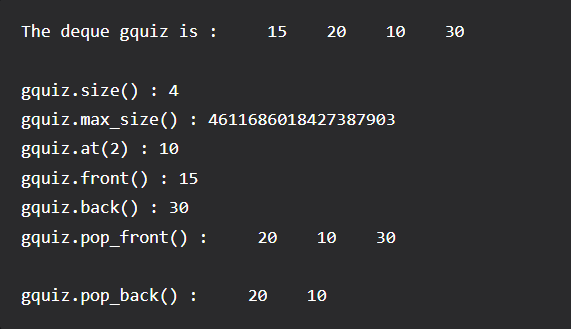 The deque gquiz is :     15    20    10    30
gquiz.size() : 4
gquiz.max_size() : 4611686018427387903
gquiz.at(2) : 10
gquiz.front() : 15
gquiz.back() : 30
gquiz.pop_front() :     20    10    30
gquiz.pop_back() :     20    10